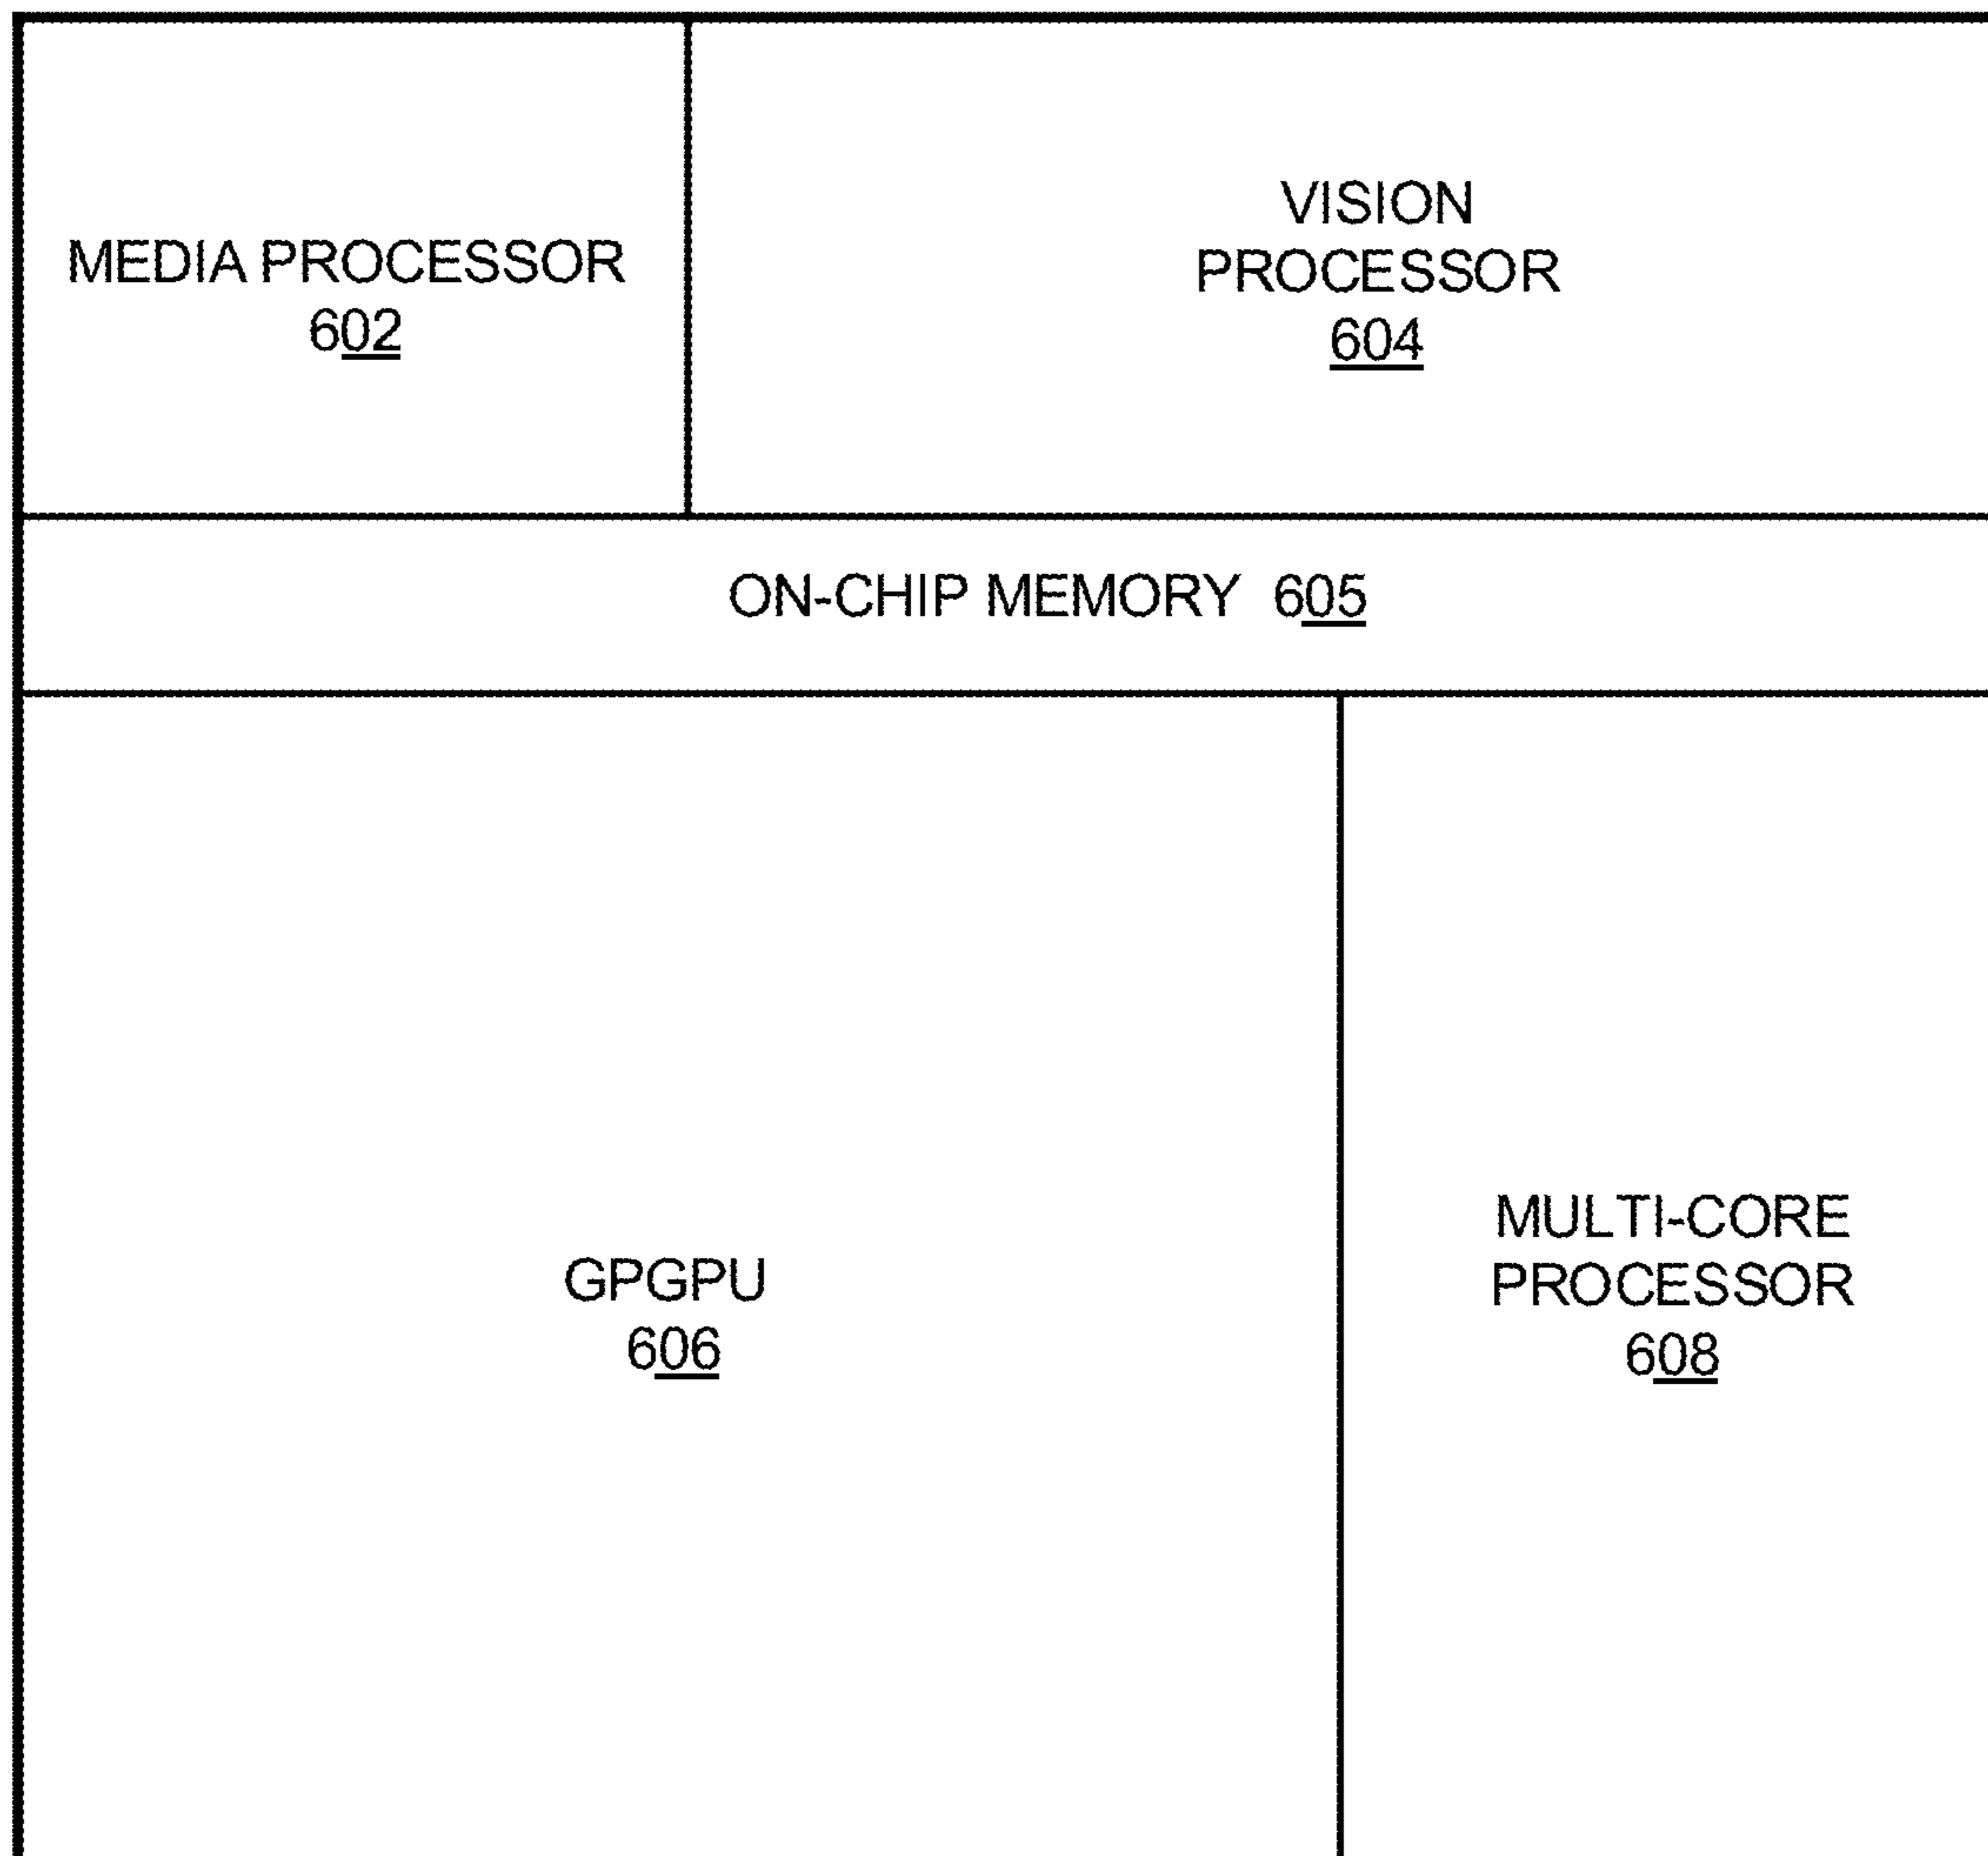 MEDIA PROCESSOR
602
VISION
PROCESSOR
604
ON-CHIP MEMORY 605
GPGPU
606
MULTI-CORE
PROCESSOR
608